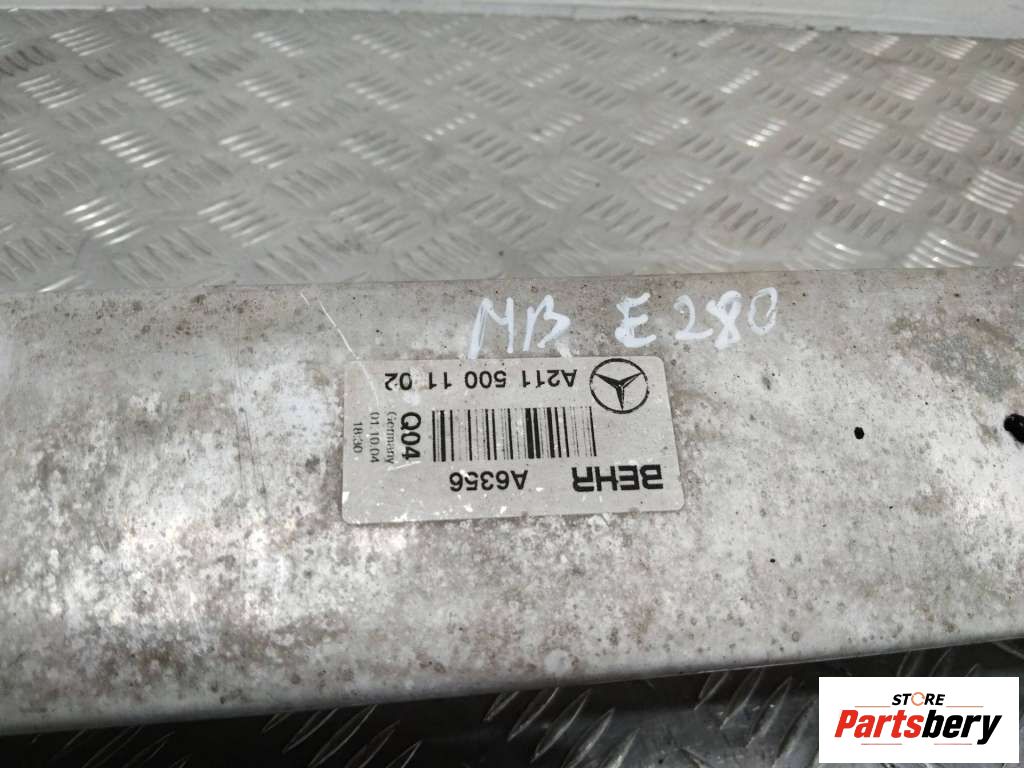 MB E280
BEHR A6356
Q04
Germany
01.10.04
18:30
A211 500 11 02
STORE
Partsbery